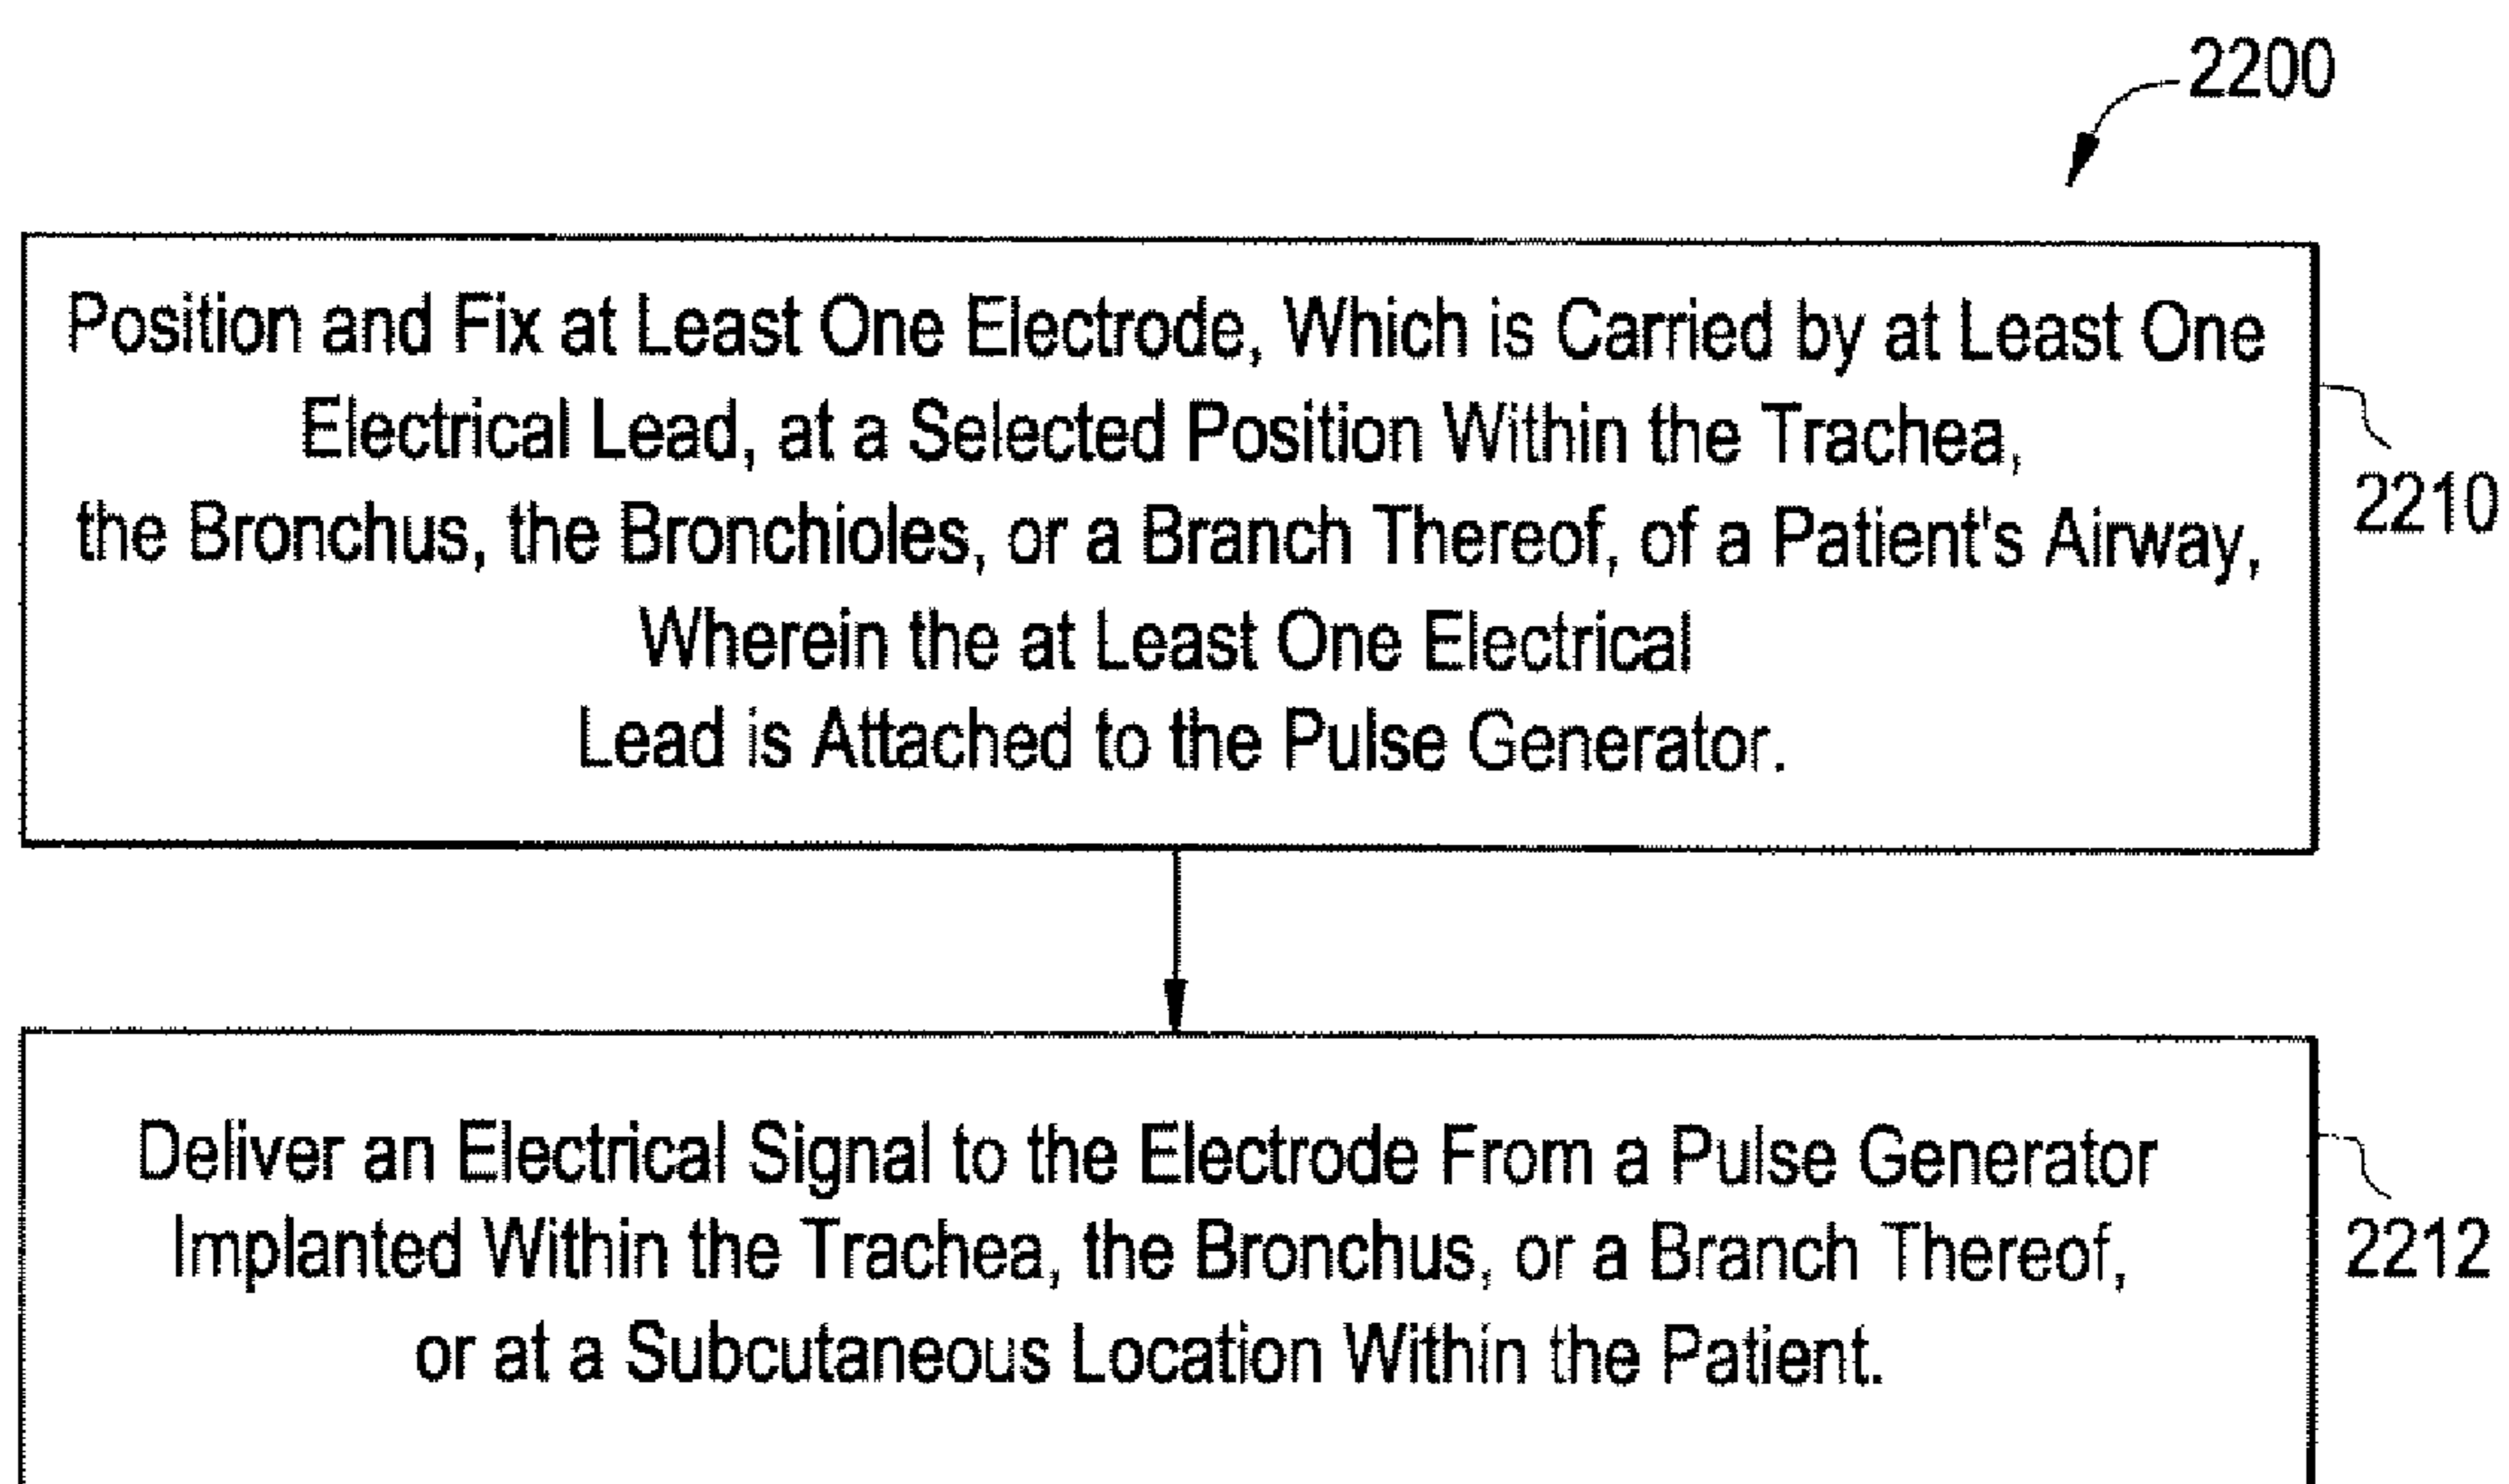 2200
Position and Fix at Least One Electrode, Which is Carried by at Least One
Electrical Lead, at a Selected Position Within the Trachea,
the Bronchus, the Bronchioles, or a Branch Thereof, of a Patient's Airway,
Wherein the at Least One Electrical
Lead is Attached to the Pulse Generator.
2210
Deliver an Electrical Signal to the Electrode From a Pulse Generator
Implanted Within the Trachea, the Bronchus, or a Branch Thereof,
or at a Subcutaneous Location Within the Patient.
2212